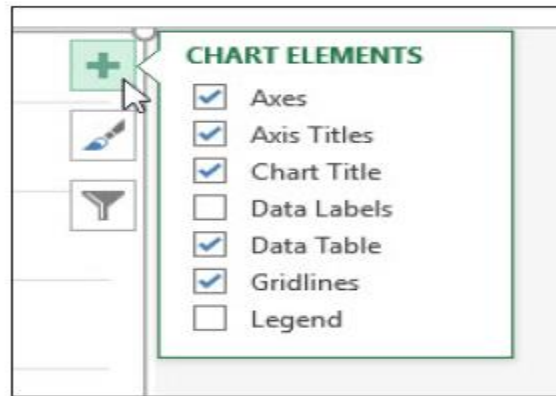 CHART ELEMENTS
Axes
Axis Titles
Chart Title
Data Labels
Data Table
Gridlines
Legend